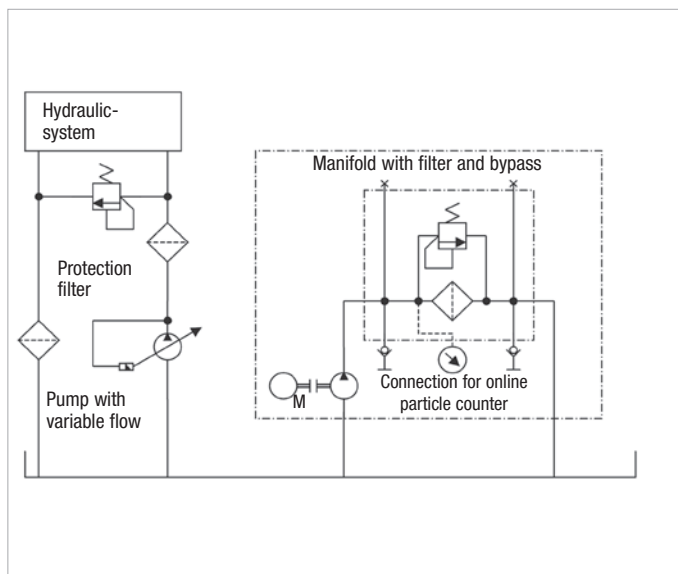 Hydraulic-
system
Manifold with filter and bypass
Protection
filter
Pump with
variable flow
M
Connection for online
particle counter